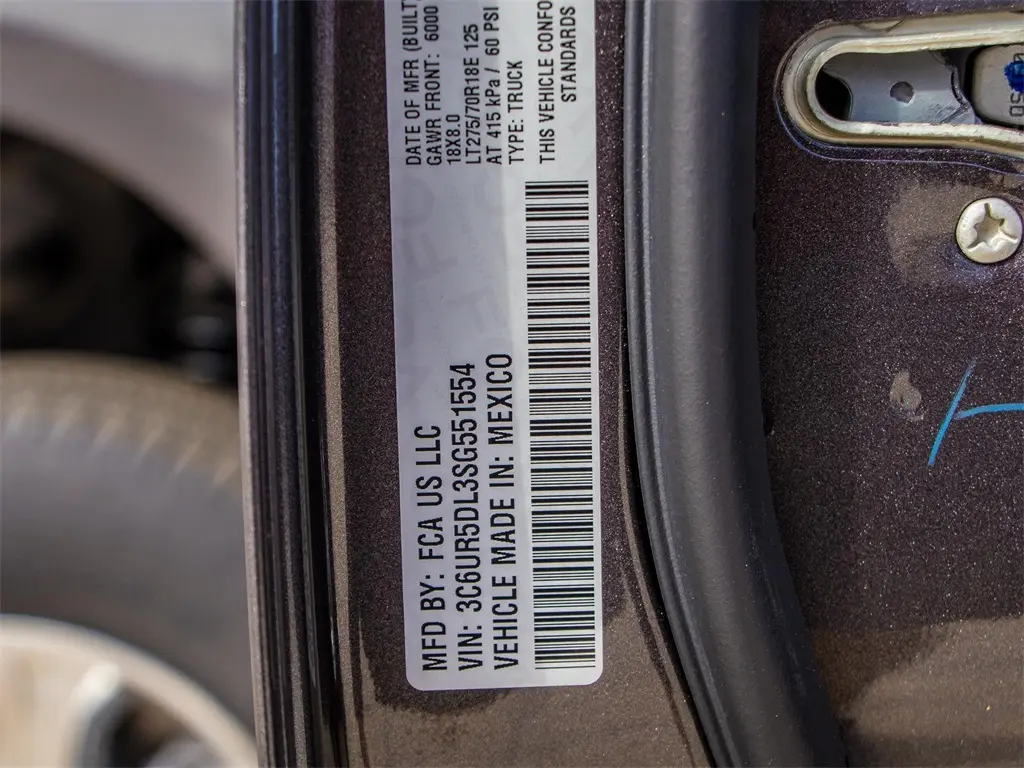 MFD BY: FCA US LLC
VIN: 3C6UR5DL3SG551554
VEHICLE MADE IN: MEXICO
DATE OF MFR (BUILT
GAWR FRONT: 6000
18X8.0
LT275/70R18E 125
AT 415 kPa / 60 PSI
TYPE: TRUCK
THIS VEHICLE CONFO
STANDARDS